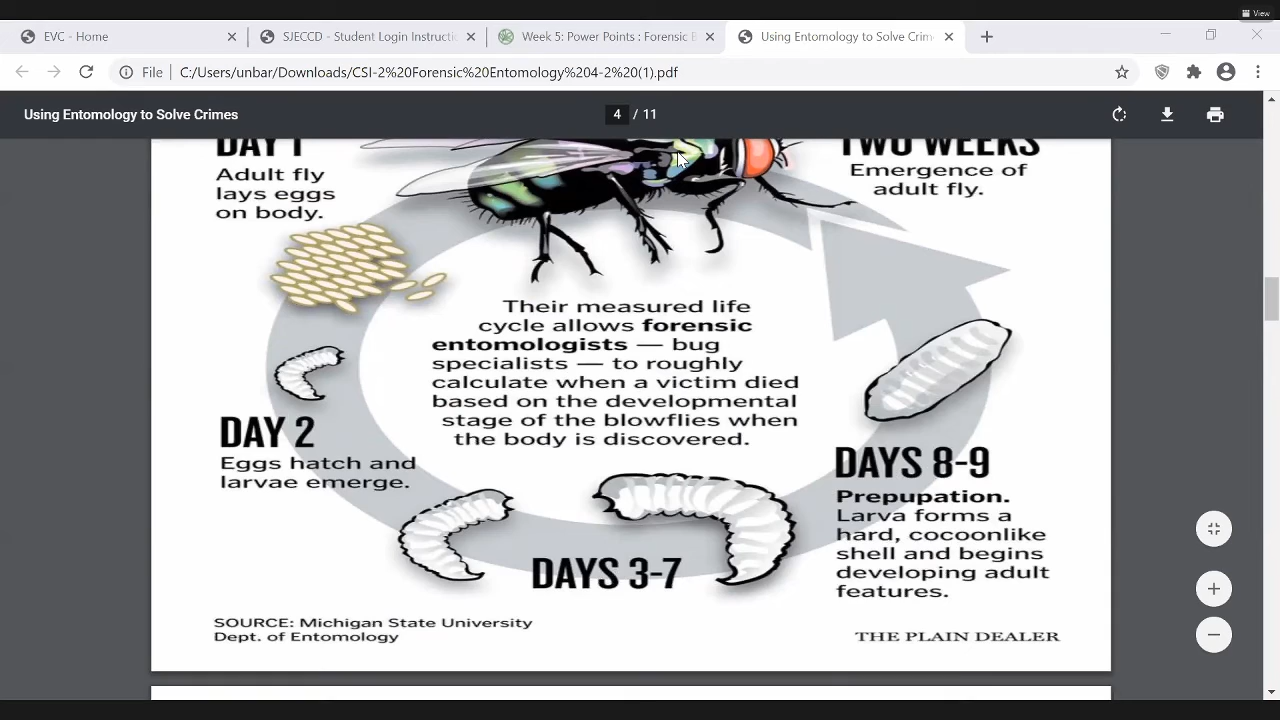 View
EVC - Home
SJECCD - Student Login Instructi
Week 5: Power Points : Forensic B
Using Entomology to Solve Crim
File
C:/Users/unbar/Downloads/CSI-2%20Forensic%20Entomology%204-2%20(1).pdf
Using Entomology to Solve Crimes
4 / 11
DAY 1
Adult fly
lays eggs
on body.
TWO WEEKS
Emergence of
adult fly.
Their measured life
cycle allows forensic
entomologists — bug
specialists — to roughly
calculate when a victim died
based on the developmental
stage of the blowflies when
the body is discovered.
DAY 2
Eggs hatch and
larvae emerge.
DAYS 3-7
DAYS 8-9
Prepupation.
Larva forms a
hard, cocoonlike
shell and begins
developing adult
features.
SOURCE: Michigan State University
Dept. of Entomology
THE PLAIN DEALER